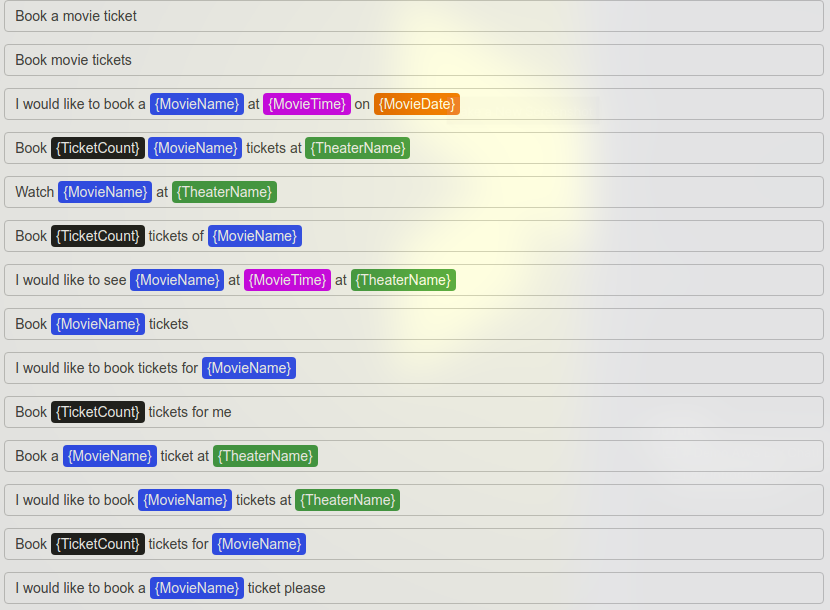 Book a movie ticket
Book movie tickets
I would like to book a {MovieName} at {MovieTime} on {MovieDate}
Book {TicketCount} {MovieName} tickets at {TheaterName}
Watch {MovieName} at {TheaterName}
Book {TicketCount} tickets of {MovieName}
I would like to see {MovieName} at {MovieTime} at {TheaterName}
Book {MovieName} tickets
I would like to book tickets for {MovieName}
Book {TicketCount} tickets for me
Book a {MovieName} ticket at {TheaterName}
I would like to book {MovieName} tickets at {TheaterName}
Book {TicketCount} tickets for {MovieName}
I would like to book a {MovieName} ticket please